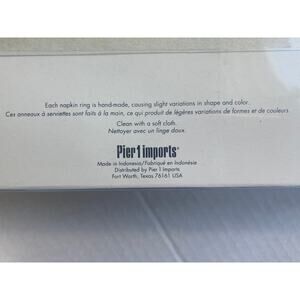 Each napkin ring is hand-made, causing slight variations in shape and color.
Ces anneaux à serviettes sont faits à la main, ce qui produit de légères variations de formes et de couleurs.
Clean with a soft cloth.
Nettoyer avec un linge doux.
Pier 1 imports®
Made in Indonesia/Fabriqué en Indonésie
Distributed by Pier 1 Imports
Fort Worth, Texas 76161 USA